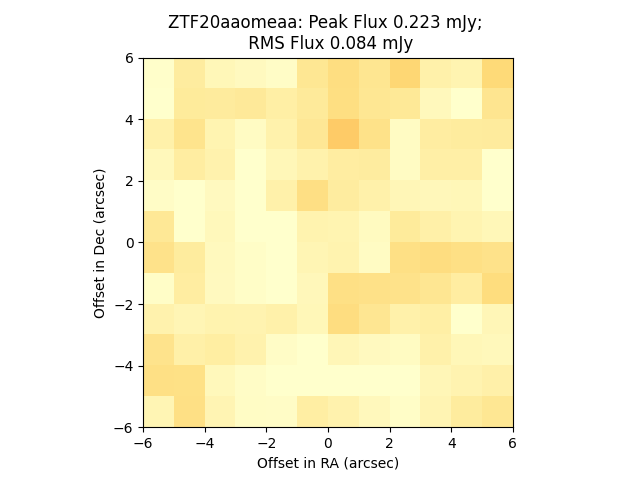 ZTF20aaomeaa: Peak Flux 0.223 mJy;
RMS Flux 0.084 mJy
6
4
2
0
−2
−4
−6
Offset in Dec (arcsec)
−6 −4 −2 0 2 4 6
Offset in RA (arcsec)